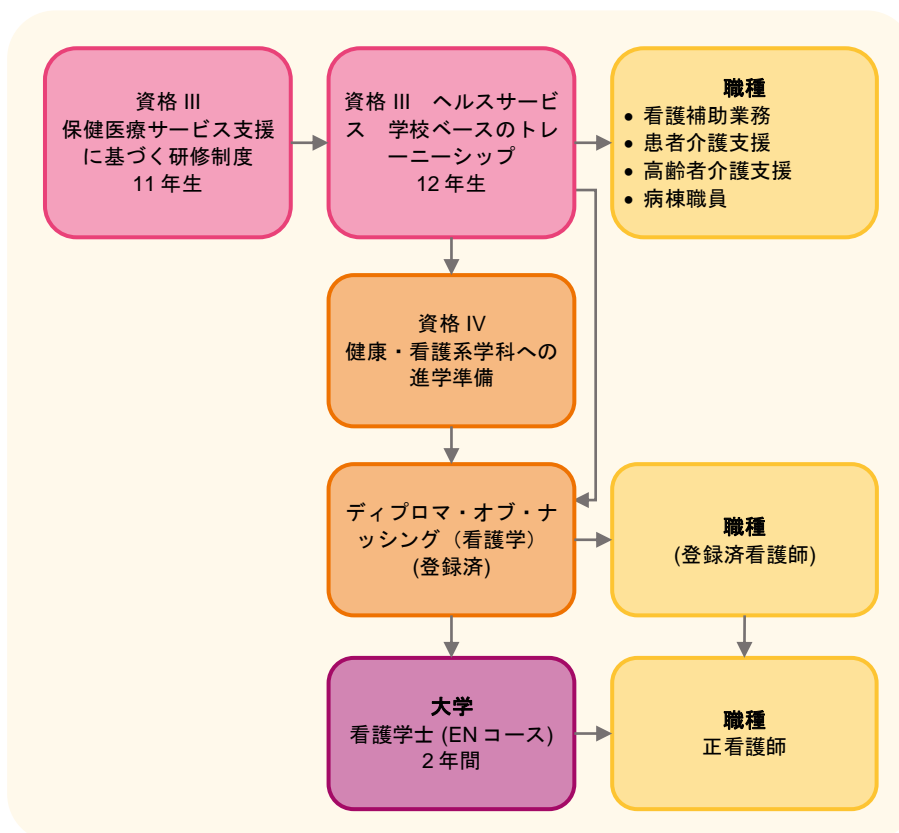 資格 III
保健医療サービス支援
に基づく研修制度
11 年生
資格 III　ヘルスサービ
ス　学校ベースのトレ
ーニーシップ
12 年生
職種
• 看護補助業務
• 患者介護支援
• 高齢者介護支援
• 病棟職員
資格 IV
健康・看護系学科への
進学準備
ディプロマ・オブ・ナ
ッシング（看護学）
(登録済)
職種
(登録済看護師)
大学
看護学士 (EN コース)
2 年間
職種
正看護師